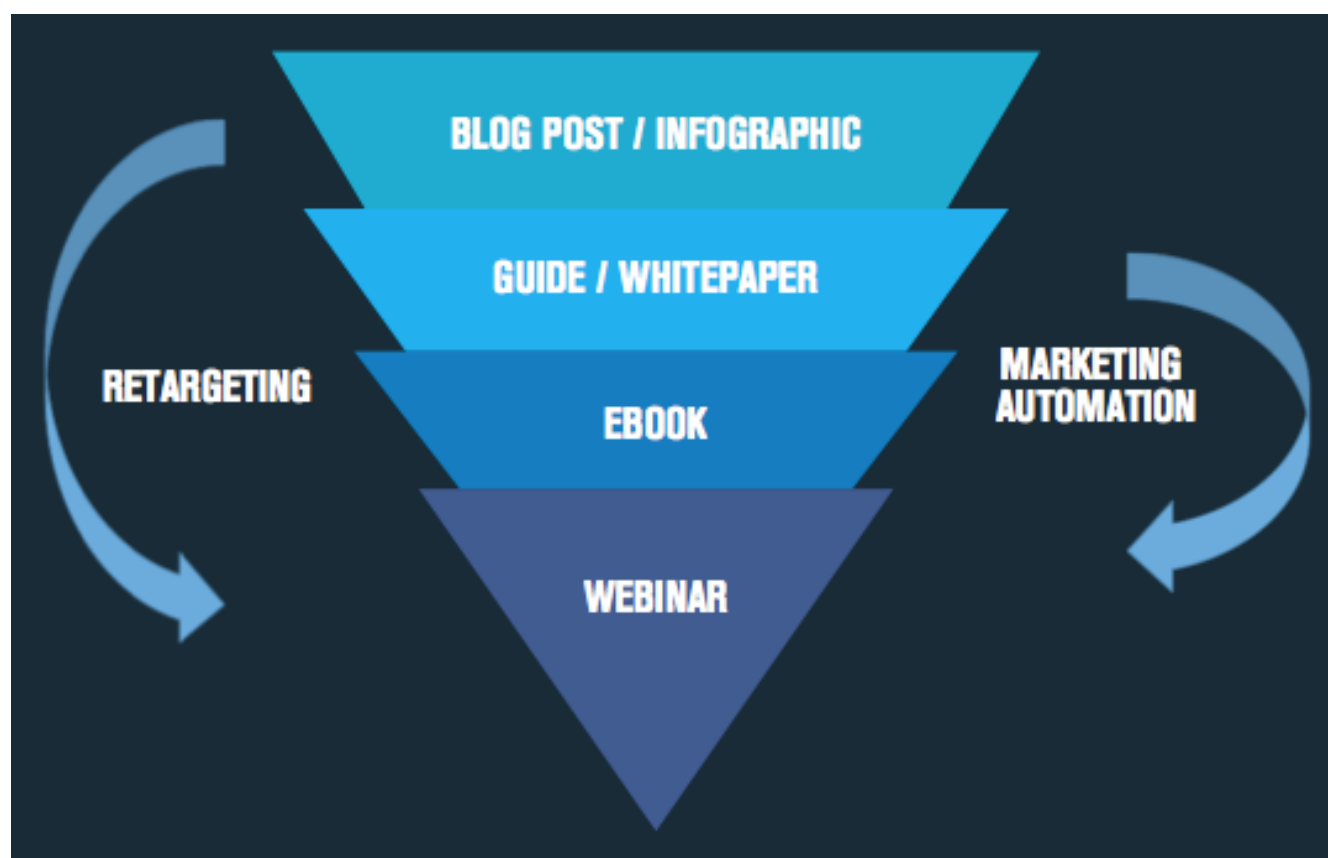 BLOG POST / INFOGRAPHIC
GUIDE / WHITEPAPER
RETARGETING
MARKETING
AUTOMATION
EBOOK
WEBINAR